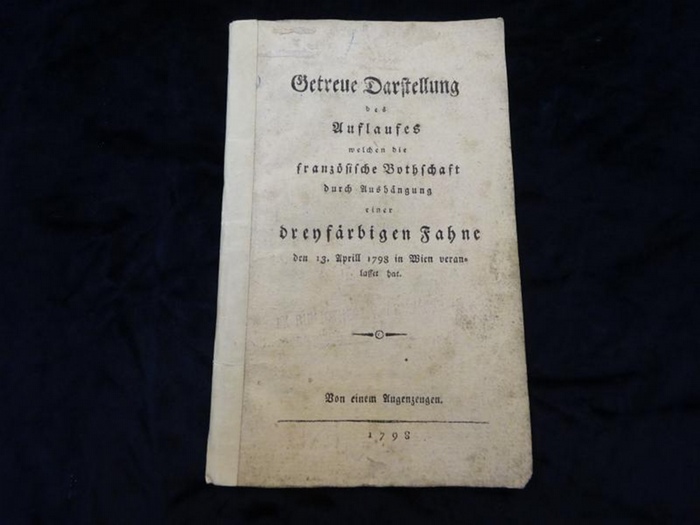 Getreue Darstellung
des
Auflaufes
welchen die
französische Bothschaft
durch Aushängung
einer
dreyfärbigen Fahne
den 13. Aprill 1798 in Wien veran-
lasset hat.
Von einem Augenzeugen.
1798